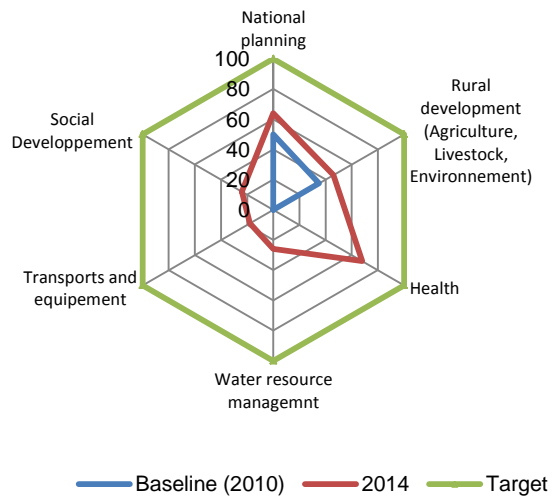 National
planning
100
80
60
40
20
0
Rural
development
(Agriculture,
Livestock,
Environnement)
Health
Water resource
managemnt
Transports and
equipement
Social
Developpement
Baseline (2010)
2014
Target